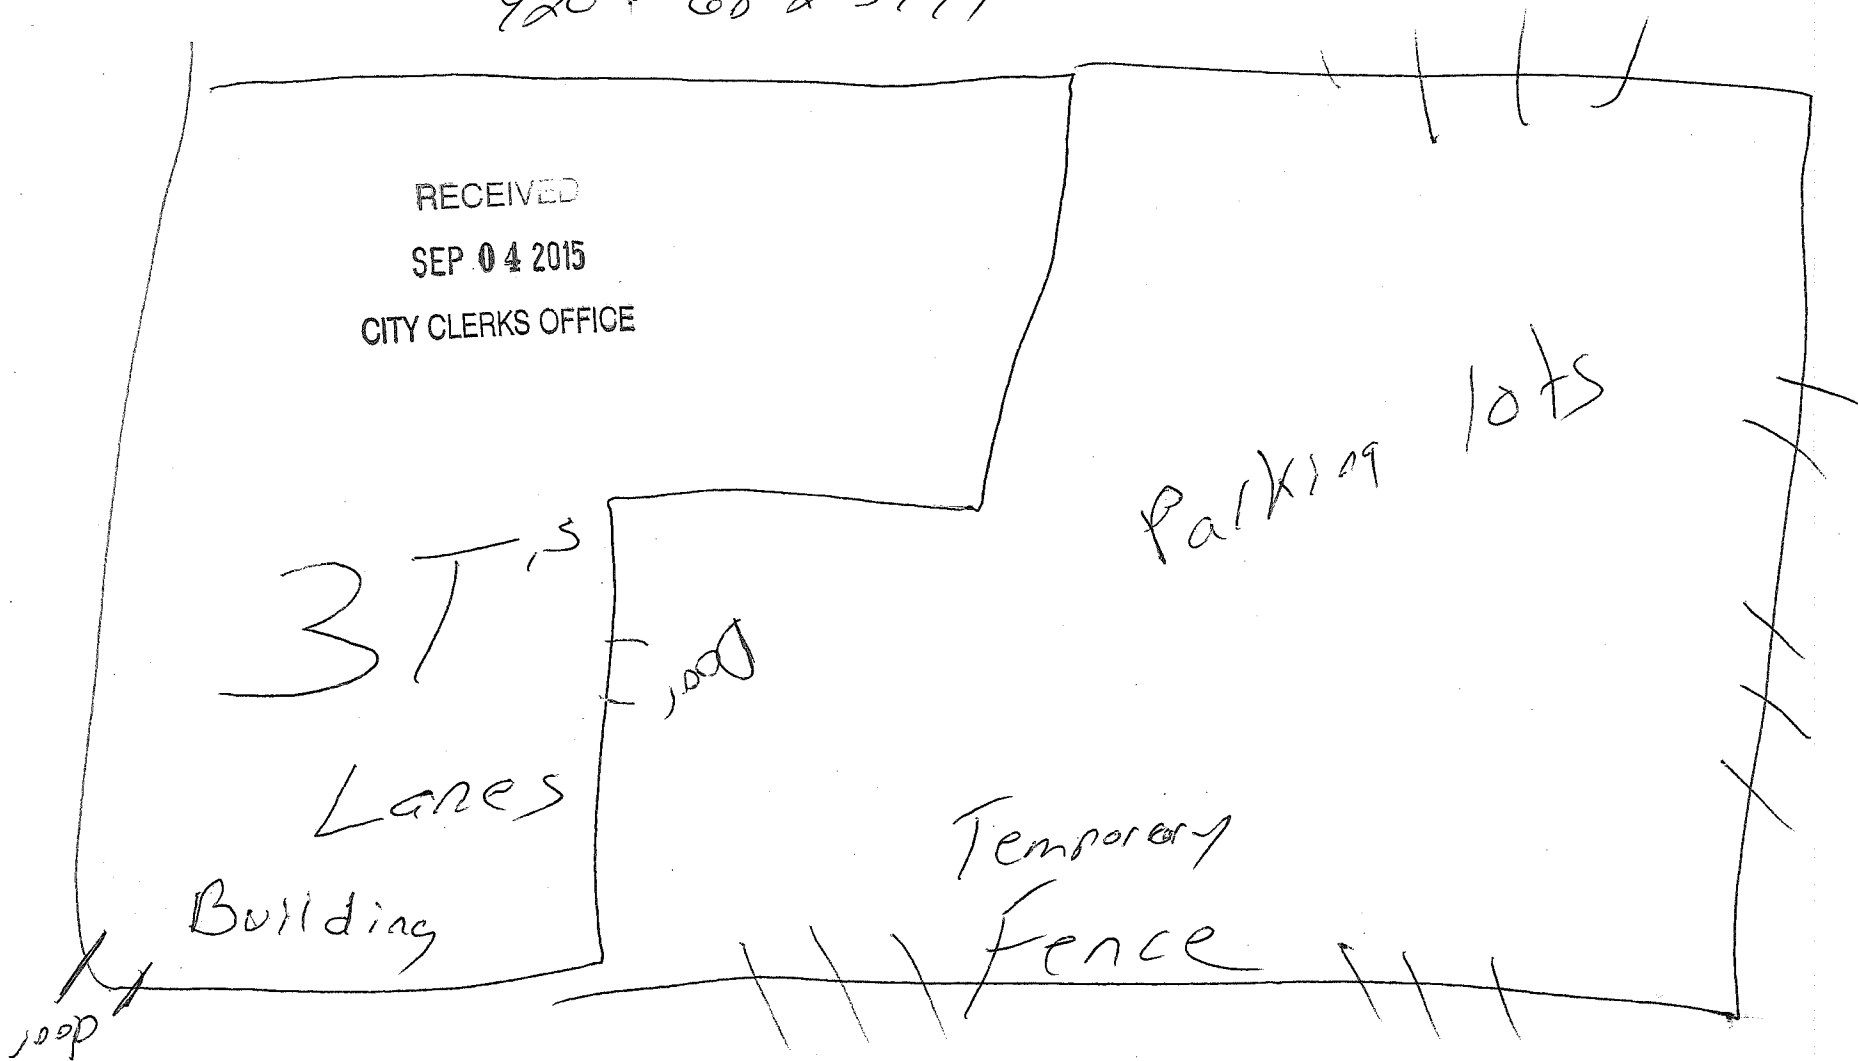 RECEIVED
SEP 04 2015
CITY CLERKS OFFICE
Parking lots
3T's
door
Lanes
Temporary
Fence
Building
door